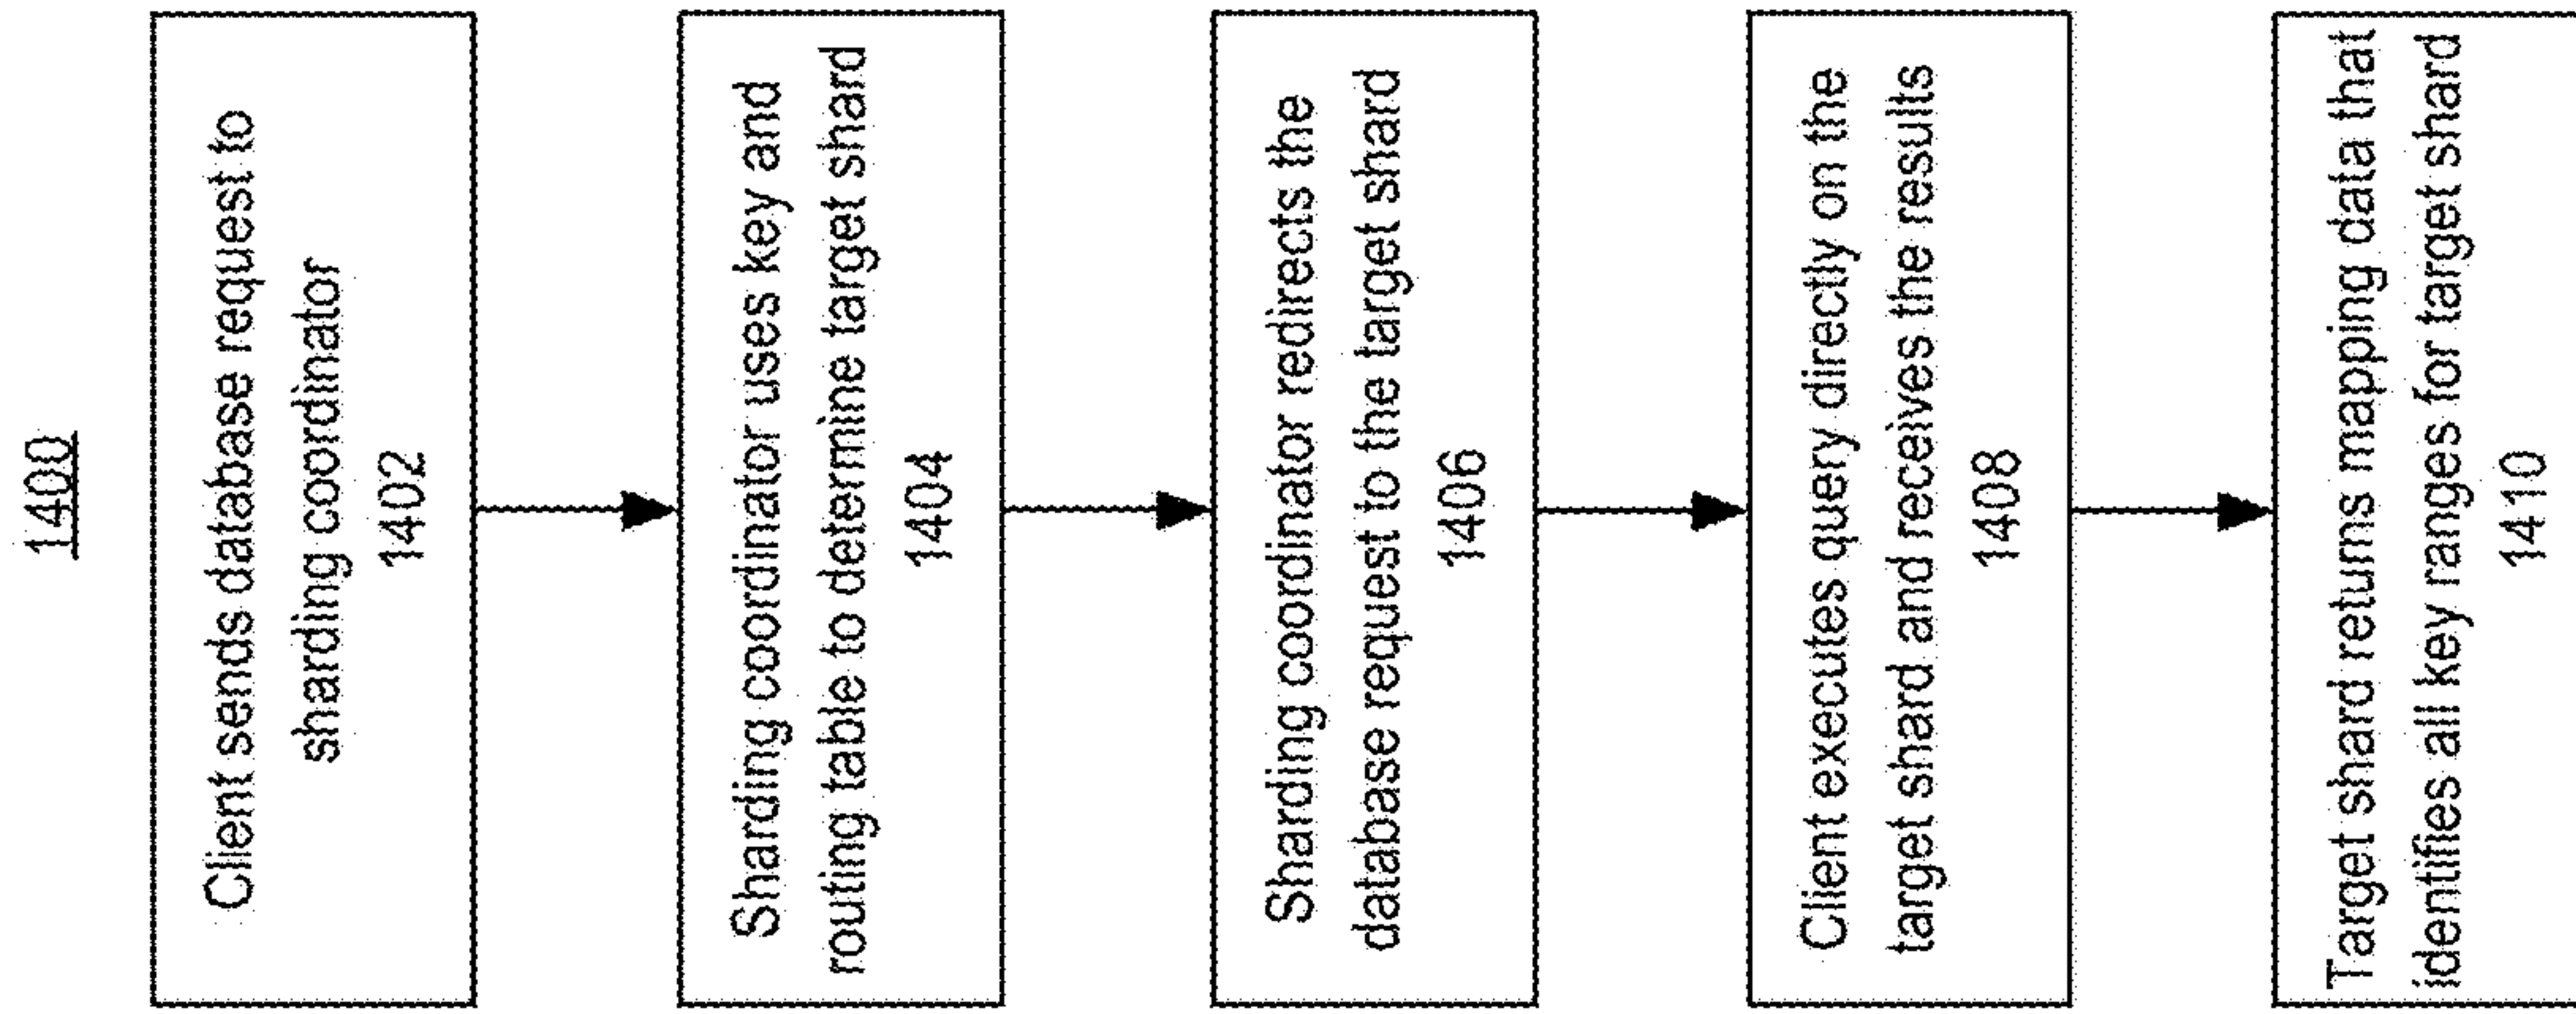 1400
Client sends database request to
sharding coordinator
1402
Sharding coordinator uses key and
routing table to determine target shard
1404
Sharding coordinator redirects the
database request to the target shard
1406
Client executes query directly on the
target shard and receives the results
1408
Target shard returns mapping data that
identifies all key ranges for target shard
1410